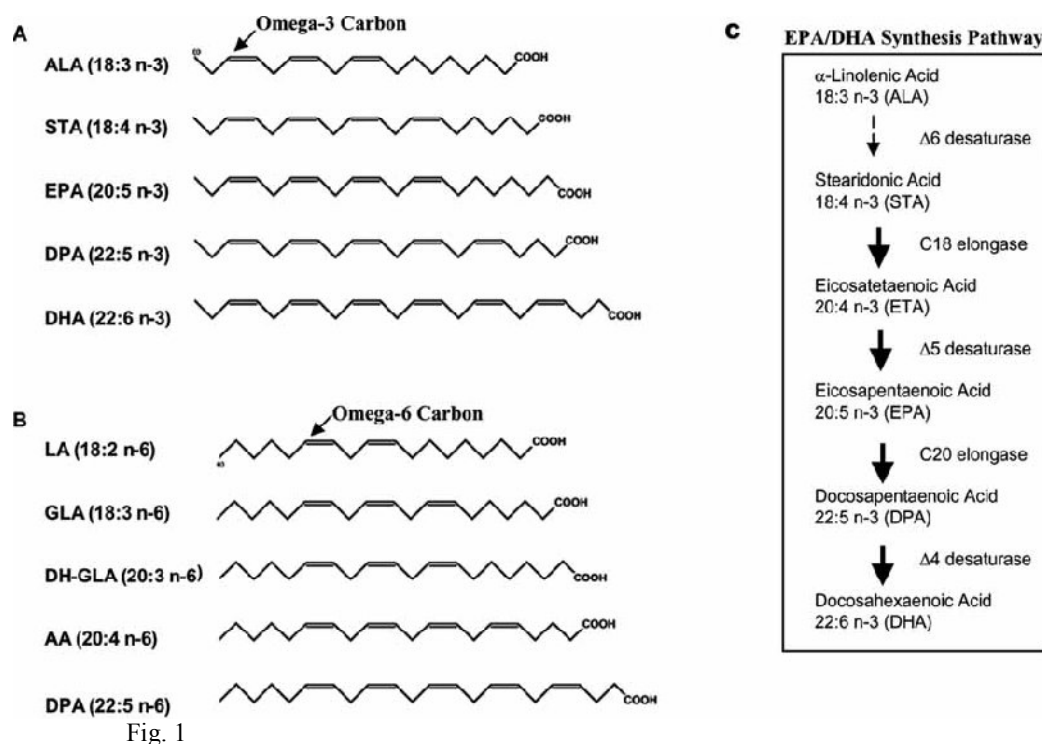 A
Omega-3 Carbon
ω
ALA (18:3 n-3)
COOH
STA (18:4 n-3)
COOH
EPA (20:5 n-3)
COOH
DPA (22:5 n-3)
COOH
DHA (22:6 n-3)
COOH
B
Omega-6 Carbon
LA (18:2 n-6)
ω
COOH
GLA (18:3 n-6)
COOH
DH-GLA (20:3 n-6)
COOH
AA (20:4 n-6)
COOH
DPA (22:5 n-6)
COOH
C
EPA/DHA Synthesis Pathway
α-Linolenic Acid
18:3 n-3 (ALA)
Δ6 desaturase
Stearidonic Acid
18:4 n-3 (STA)
C18 elongase
Eicosatetaenoic Acid
20:4 n-3 (ETA)
Δ5 desaturase
Eicosapentaenoic Acid
20:5 n-3 (EPA)
C20 elongase
Docosapentaenoic Acid
22:5 n-3 (DPA)
Δ4 desaturase
Docosahexaenoic Acid
22:6 n-3 (DHA)
Fig. 1